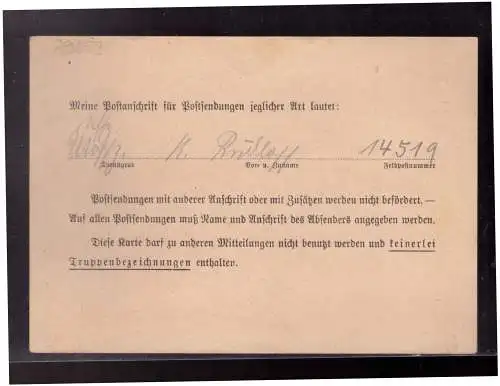 Meine Postanschrift für Postsendungen jeglicher Art lautet:
K. 14519
Dienstgrad Vor- u. Zuname Feldpostnummer
Postsendungen mit anderer Anschrift oder mit Zusätzen werden nicht befördert. —
Auf allen Postsendungen muß Name und Anschrift des Absenders angegeben werden.
Diese Karte darf zu anderen Mitteilungen nicht benutzt werden und keinerlei
Truppenbezeichnungen enthalten.